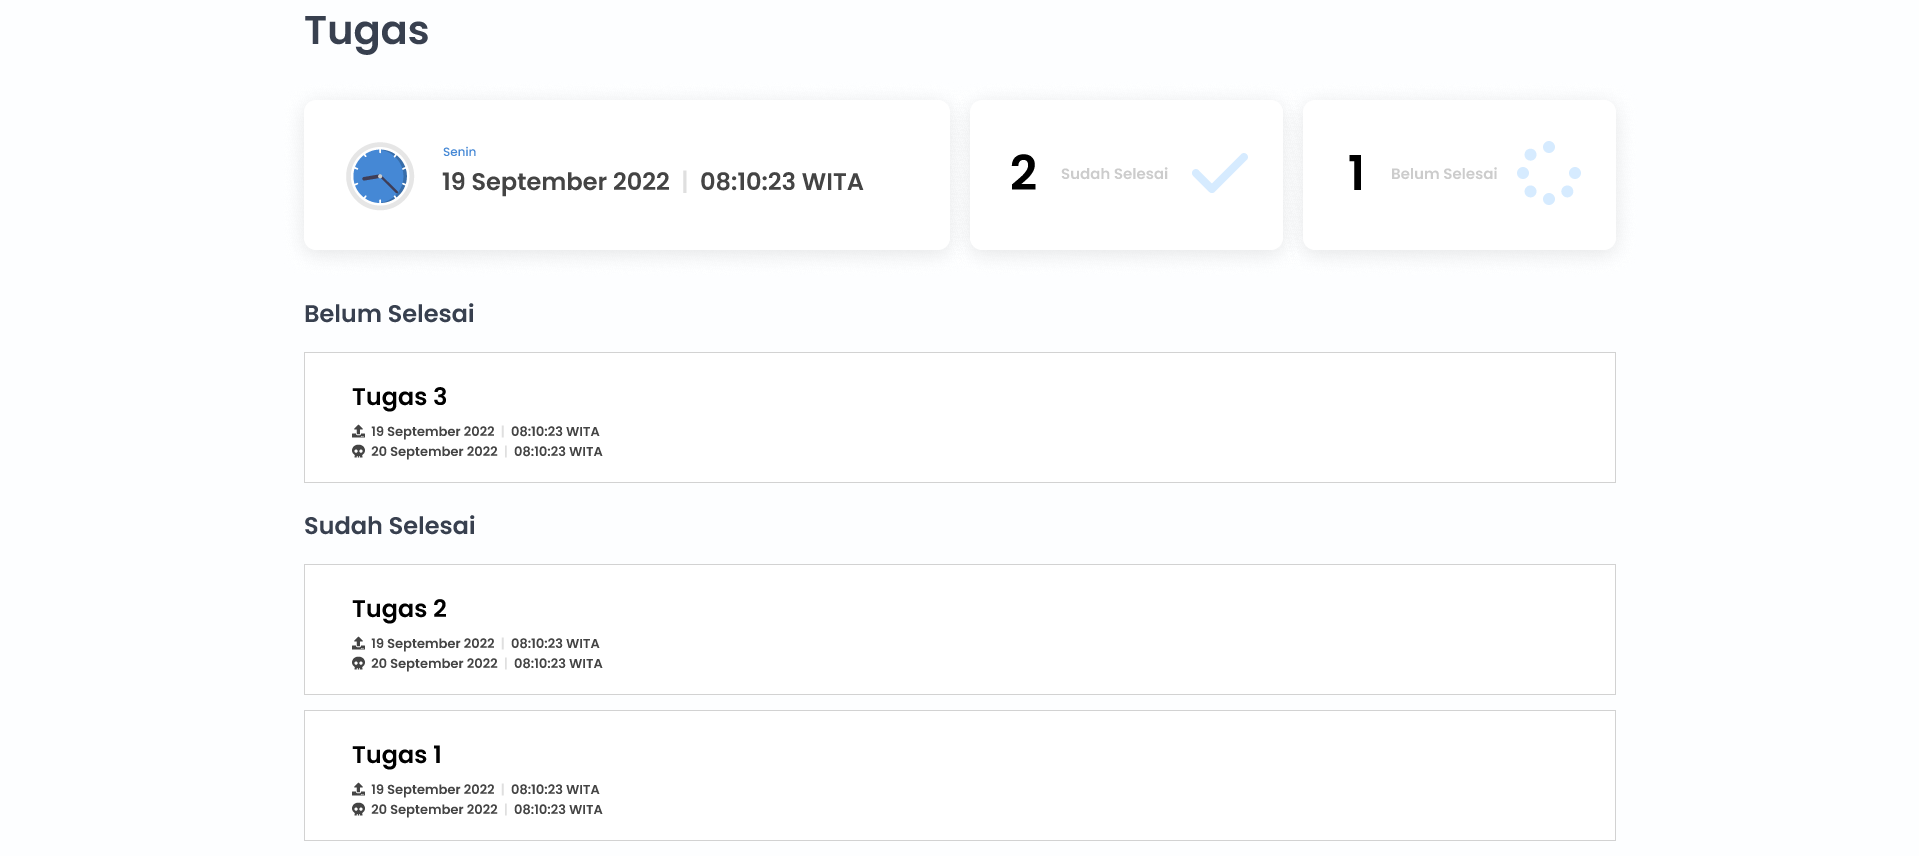 Tugas
Senin
19 September 2022 | 08:10:23 WITA
2 Sudah Selesai
1 Belum Selesai
Belum Selesai
Tugas 3
19 September 2022 | 08:10:23 WITA
20 September 2022 | 08:10:23 WITA
Sudah Selesai
Tugas 2
19 September 2022 | 08:10:23 WITA
20 September 2022 | 08:10:23 WITA
Tugas 1
19 September 2022 | 08:10:23 WITA
20 September 2022 | 08:10:23 WITA